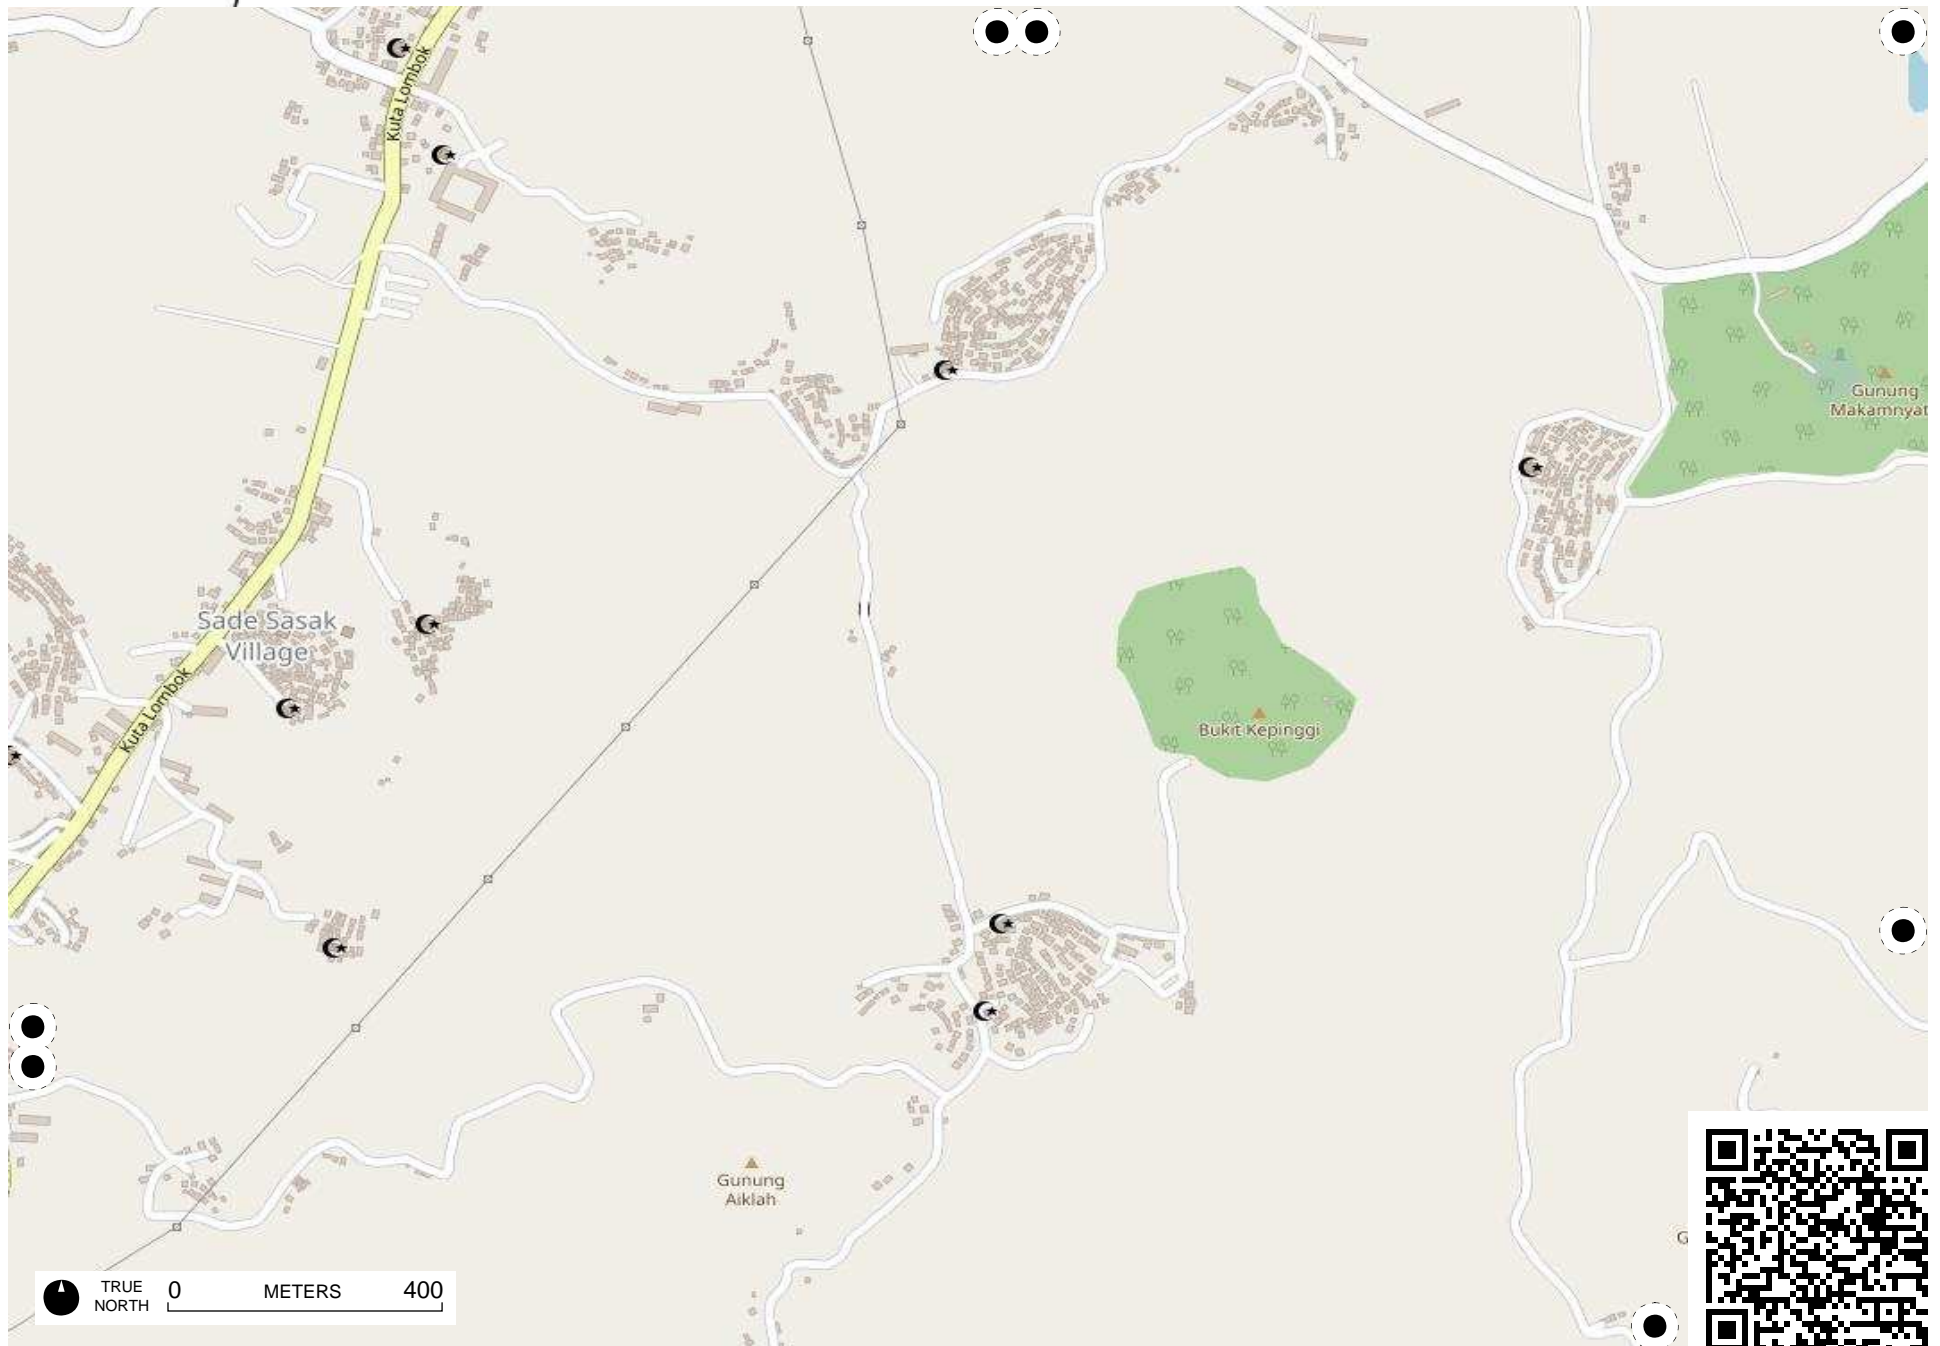 Kuta Lombok
Gunung
Makamnyat
Sade Sasak
Village
Kuta Lombok
Bukit Kepinggi
Gunung
Aiklah
G
TRUE
NORTH
0
METERS
400